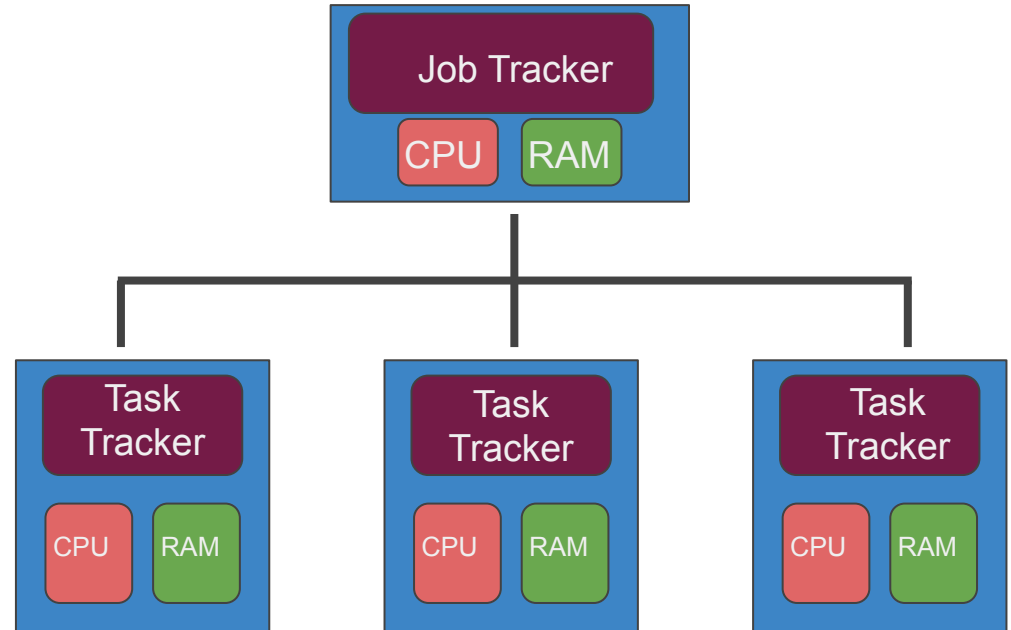 Job Tracker
CPU RAM
Task
Tracker
Task
Tracker
Task
Tracker
CPU RAM
CPU RAM
CPU RAM